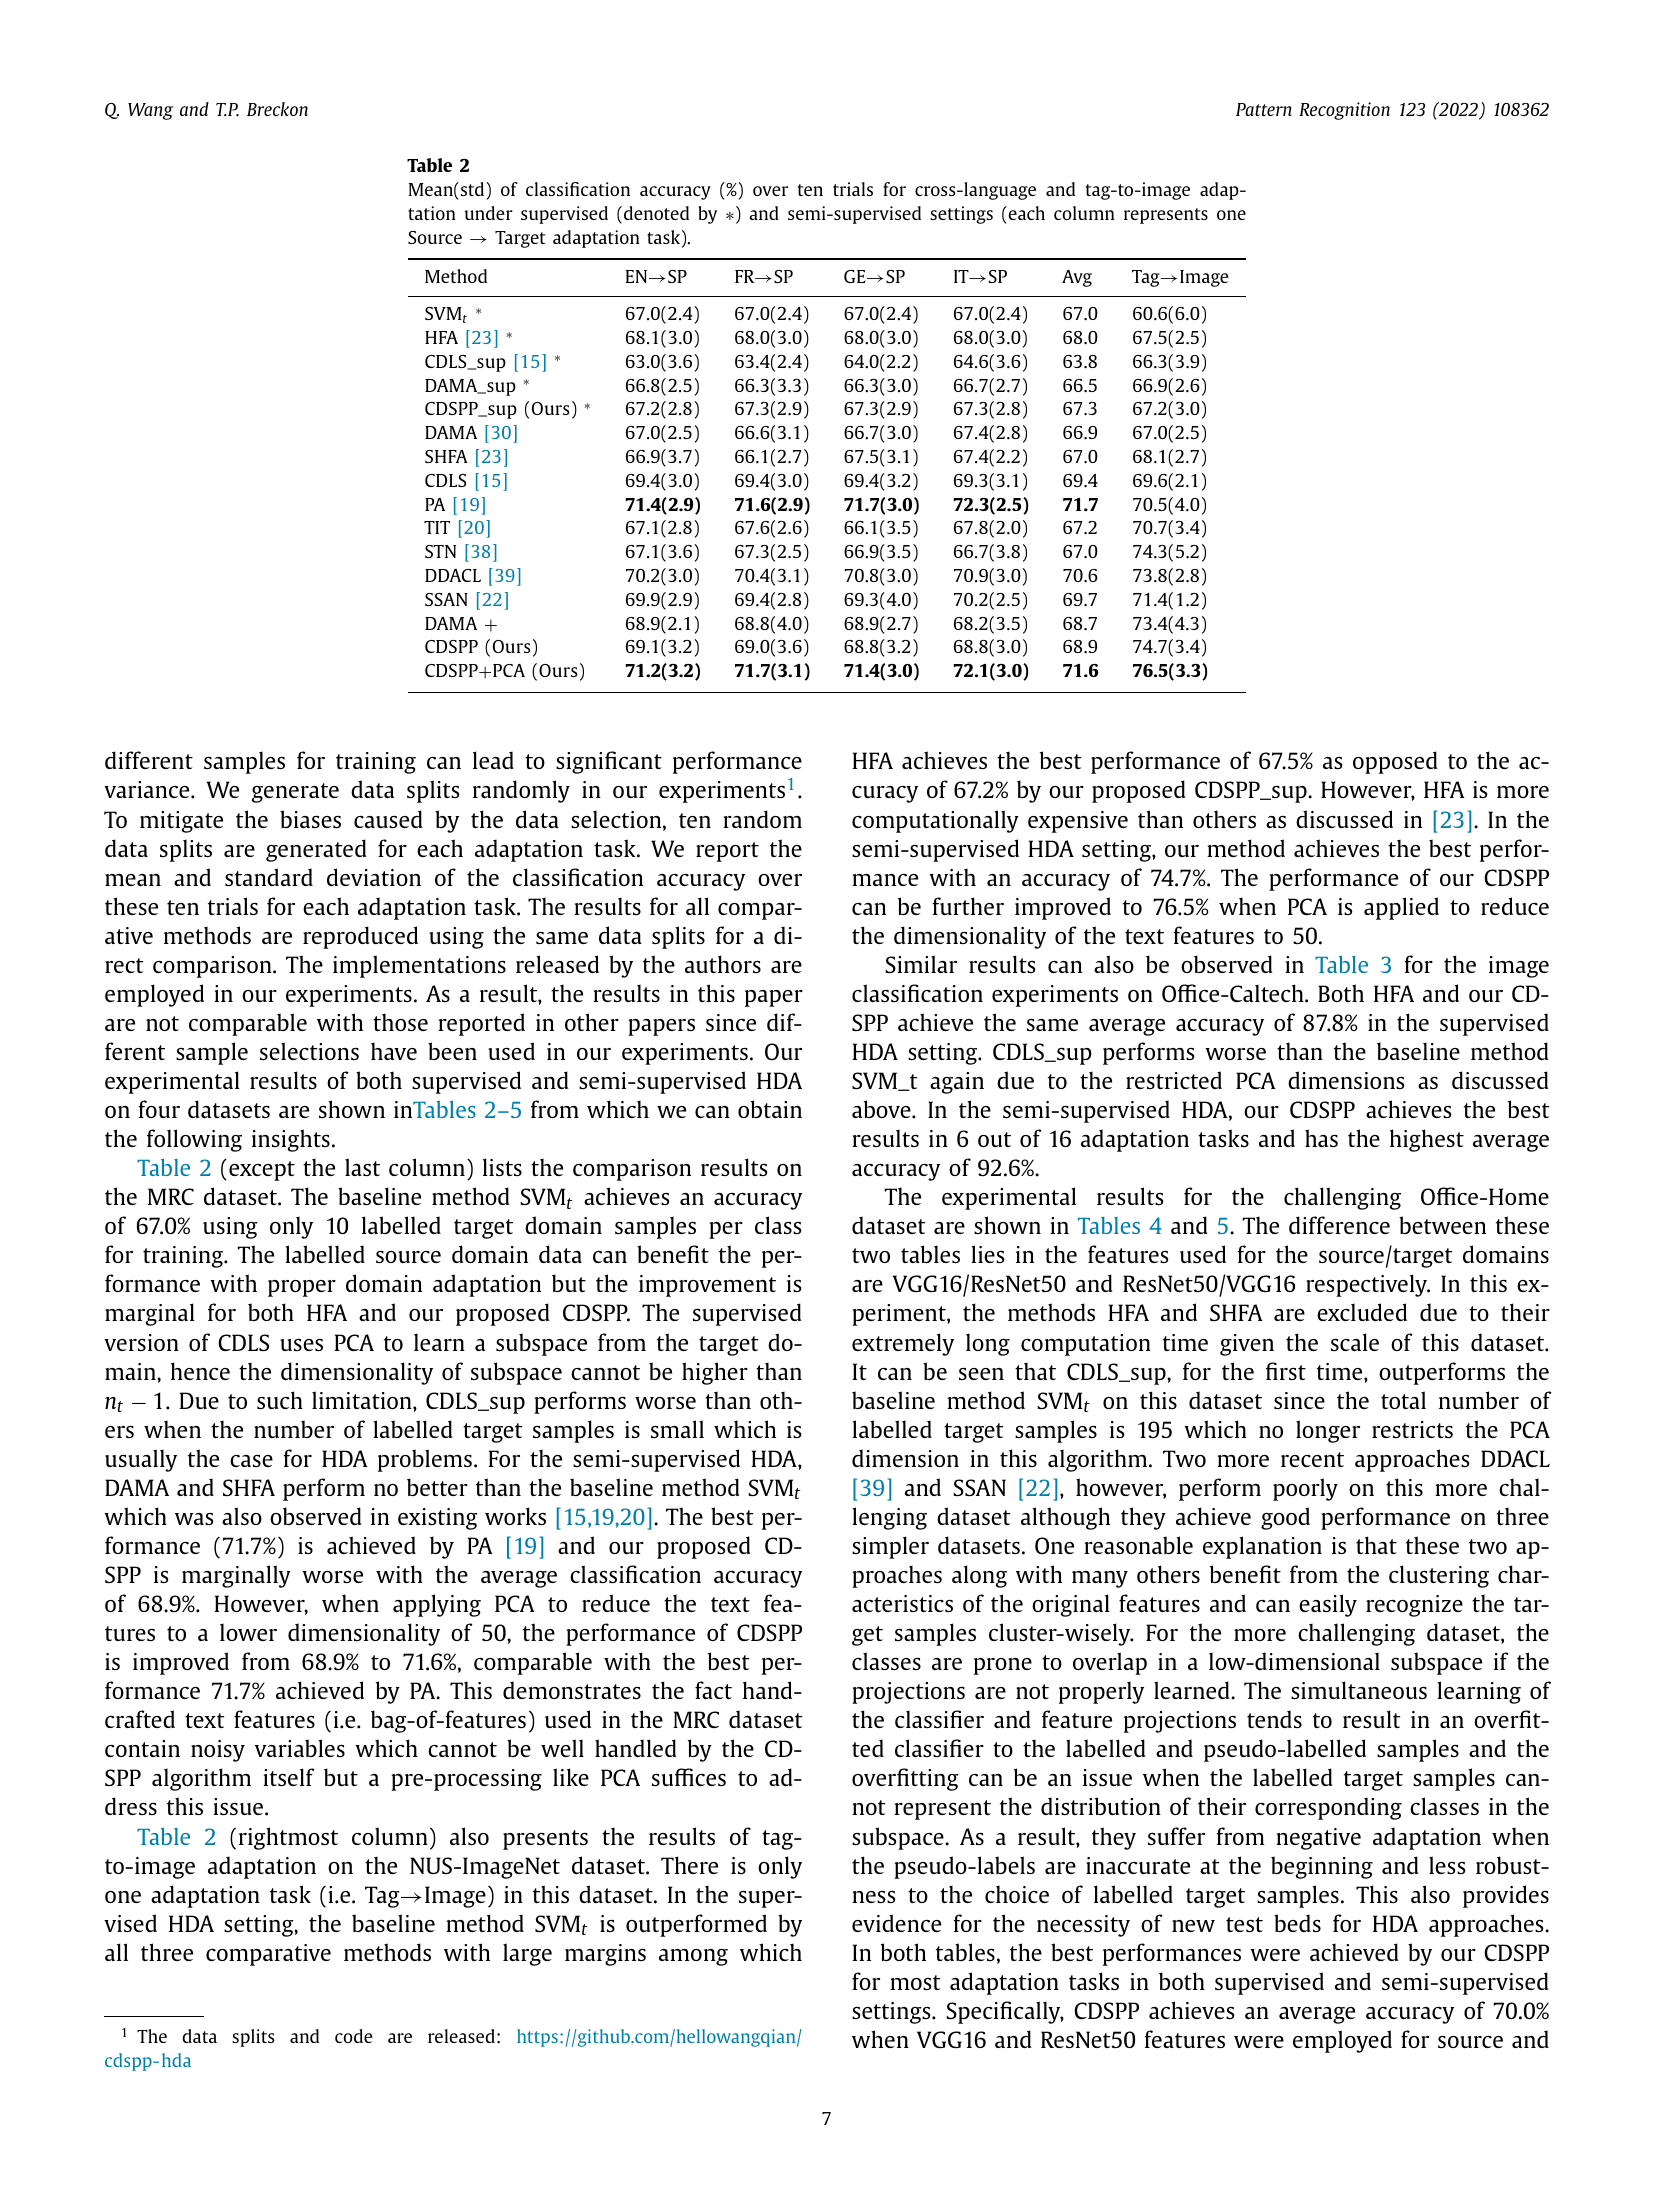 Q. Wang and T.P. Breckon
Pattern Recognition 123 (2022) 108362
Table 2
Mean(std) of classification accuracy (%) over ten trials for cross-language and tag-to-image adap-
tation under supervised (denoted by ∗) and semi-supervised settings (each column represents one
Source → Target adaptation task).
Method EN→SP FR→SP GE→SP IT→SP Avg Tag→Image
SVMt * 67.0(2.4) 67.0(2.4) 67.0(2.4) 67.0(2.4) 67.0 60.6(6.0)
HFA [23] * 68.1(3.0) 68.0(3.0) 68.0(3.0) 68.0(3.0) 68.0 67.5(2.5)
CDLS_sup [15] * 63.0(3.6) 63.4(2.4) 64.0(2.2) 64.6(3.6) 63.8 66.3(3.9)
DAMA_sup * 66.8(2.5) 66.3(3.3) 66.3(3.0) 66.7(2.7) 66.5 66.9(2.6)
CDSPP_sup (Ours) * 67.2(2.8) 67.3(2.9) 67.3(2.9) 67.3(2.8) 67.3 67.2(3.0)
DAMA [30] 67.0(2.5) 66.6(3.1) 66.7(3.0) 67.4(2.8) 66.9 67.0(2.5)
SHFA [23] 66.9(3.7) 66.1(2.7) 67.5(3.1) 67.4(2.2) 67.0 68.1(2.7)
CDLS [15] 69.4(3.0) 69.4(3.0) 69.4(3.2) 69.3(3.1) 69.4 69.6(2.1)
PA [19] 71.4(2.9) 71.6(2.9) 71.7(3.0) 72.3(2.5) 71.7 70.5(4.0)
TIT [20] 67.1(2.8) 67.6(2.6) 66.1(3.5) 67.8(2.0) 67.2 70.7(3.4)
STN [38] 67.1(3.6) 67.3(2.5) 66.9(3.5) 66.7(3.8) 67.0 74.3(5.2)
DDACL [39] 70.2(3.0) 70.4(3.1) 70.8(3.0) 70.9(3.0) 70.6 73.8(2.8)
SSAN [22] 69.9(2.9) 69.4(2.8) 69.3(4.0) 70.2(2.5) 69.7 71.4(1.2)
DAMA + 68.9(2.1) 68.8(4.0) 68.9(2.7) 68.2(3.5) 68.7 73.4(4.3)
CDSPP (Ours) 69.1(3.2) 69.0(3.6) 68.8(3.2) 68.8(3.0) 68.9 74.7(3.4)
CDSPP+PCA (Ours) 71.2(3.2) 71.7(3.1) 71.4(3.0) 72.1(3.0) 71.6 76.5(3.3)
different samples for training can lead to significant performance
variance. We generate data splits randomly in our experiments1.
To mitigate the biases caused by the data selection, ten random
data splits are generated for each adaptation task. We report the
mean and standard deviation of the classification accuracy over
these ten trials for each adaptation task. The results for all compar-
ative methods are reproduced using the same data splits for a di-
rect comparison. The implementations released by the authors are
employed in our experiments. As a result, the results in this paper
are not comparable with those reported in other papers since dif-
ferent sample selections have been used in our experiments. Our
experimental results of both supervised and semi-supervised HDA
on four datasets are shown inTables 2–5 from which we can obtain
the following insights.
Table 2 (except the last column) lists the comparison results on
the MRC dataset. The baseline method SVMt achieves an accuracy
of 67.0% using only 10 labelled target domain samples per class
for training. The labelled source domain data can benefit the per-
formance with proper domain adaptation but the improvement is
marginal for both HFA and our proposed CDSPP. The supervised
version of CDLS uses PCA to learn a subspace from the target do-
main, hence the dimensionality of subspace cannot be higher than
nt − 1. Due to such limitation, CDLS_sup performs worse than oth-
ers when the number of labelled target samples is small which is
usually the case for HDA problems. For the semi-supervised HDA,
DAMA and SHFA perform no better than the baseline method SVMt
which was also observed in existing works [15,19,20]. The best per-
formance (71.7%) is achieved by PA [19] and our proposed CD-
SPP is marginally worse with the average classification accuracy
of 68.9%. However, when applying PCA to reduce the text fea-
tures to a lower dimensionality of 50, the performance of CDSPP
is improved from 68.9% to 71.6%, comparable with the best per-
formance 71.7% achieved by PA. This demonstrates the fact hand-
crafted text features (i.e. bag-of-features) used in the MRC dataset
contain noisy variables which cannot be well handled by the CD-
SPP algorithm itself but a pre-processing like PCA suffices to ad-
dress this issue.
Table 2 (rightmost column) also presents the results of tag-
to-image adaptation on the NUS-ImageNet dataset. There is only
one adaptation task (i.e. Tag→Image) in this dataset. In the super-
vised HDA setting, the baseline method SVMt is outperformed by
all three comparative methods with large margins among which
1 The data splits and code are released: https://github.com/hellowangqian/
cdspp-hda
HFA achieves the best performance of 67.5% as opposed to the ac-
curacy of 67.2% by our proposed CDSPP_sup. However, HFA is more
computationally expensive than others as discussed in [23]. In the
semi-supervised HDA setting, our method achieves the best perfor-
mance with an accuracy of 74.7%. The performance of our CDSPP
can be further improved to 76.5% when PCA is applied to reduce
the dimensionality of the text features to 50.
Similar results can also be observed in Table 3 for the image
classification experiments on Office-Caltech. Both HFA and our CD-
SPP achieve the same average accuracy of 87.8% in the supervised
HDA setting. CDLS_sup performs worse than the baseline method
SVM_t again due to the restricted PCA dimensions as discussed
above. In the semi-supervised HDA, our CDSPP achieves the best
results in 6 out of 16 adaptation tasks and has the highest average
accuracy of 92.6%.
The experimental results for the challenging Office-Home
dataset are shown in Tables 4 and 5. The difference between these
two tables lies in the features used for the source/target domains
are VGG16/ResNet50 and ResNet50/VGG16 respectively. In this ex-
periment, the methods HFA and SHFA are excluded due to their
extremely long computation time given the scale of this dataset.
It can be seen that CDLS_sup, for the first time, outperforms the
baseline method SVMt on this dataset since the total number of
labelled target samples is 195 which no longer restricts the PCA
dimension in this algorithm. Two more recent approaches DDACL
[39] and SSAN [22], however, perform poorly on this more chal-
lenging dataset although they achieve good performance on three
simpler datasets. One reasonable explanation is that these two ap-
proaches along with many others benefit from the clustering char-
acteristics of the original features and can easily recognize the tar-
get samples cluster-wisely. For the more challenging dataset, the
classes are prone to overlap in a low-dimensional subspace if the
projections are not properly learned. The simultaneous learning of
the classifier and feature projections tends to result in an overfit-
ted classifier to the labelled and pseudo-labelled samples and the
overfitting can be an issue when the labelled target samples can-
not represent the distribution of their corresponding classes in the
subspace. As a result, they suffer from negative adaptation when
the pseudo-labels are inaccurate at the beginning and less robust-
ness to the choice of labelled target samples. This also provides
evidence for the necessity of new test beds for HDA approaches.
In both tables, the best performances were achieved by our CDSPP
for most adaptation tasks in both supervised and semi-supervised
settings. Specifically, CDSPP achieves an average accuracy of 70.0%
when VGG16 and ResNet50 features were employed for source and
7